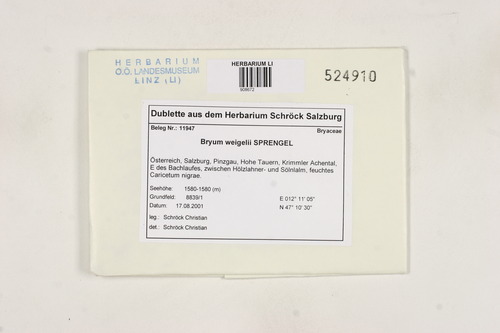 HERBARIUM
O.Ö. LANDESMUSEUM
LINZ (LI)
HERBARIUM LI
524910
Dublette aus dem Herbarium Schröck Salzburg
Beleg Nr.: 11947 Bryaceae
Bryum weigelii SPRENGEL
Österreich, Salzburg, Pinzgau, Hohe Tauern, Krimmler Achental,
E des Bachlaufes, zwischen Hölzlahner- und Söllnalm, feuchtes
Caricetum nigrae.
Seehöhe: 1580-1580 (m) E 012° 11' 05"
Grundfeld: 8839/1 N 47° 10' 30"
Datum: 17.08.2001
leg.: Schröck Christian
det.: Schröck Christian